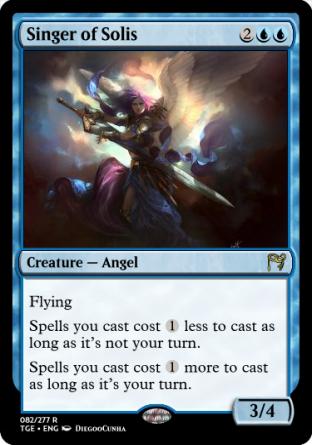 Singer of Solis 2
Creature — Angel
Flying
Spells you cast cost 1 less to cast as
long as it's not your turn.
Spells you cast cost 1 more to cast
as long as it's your turn.
3/4
082/277 R
TGE • ENG DiegooCunha